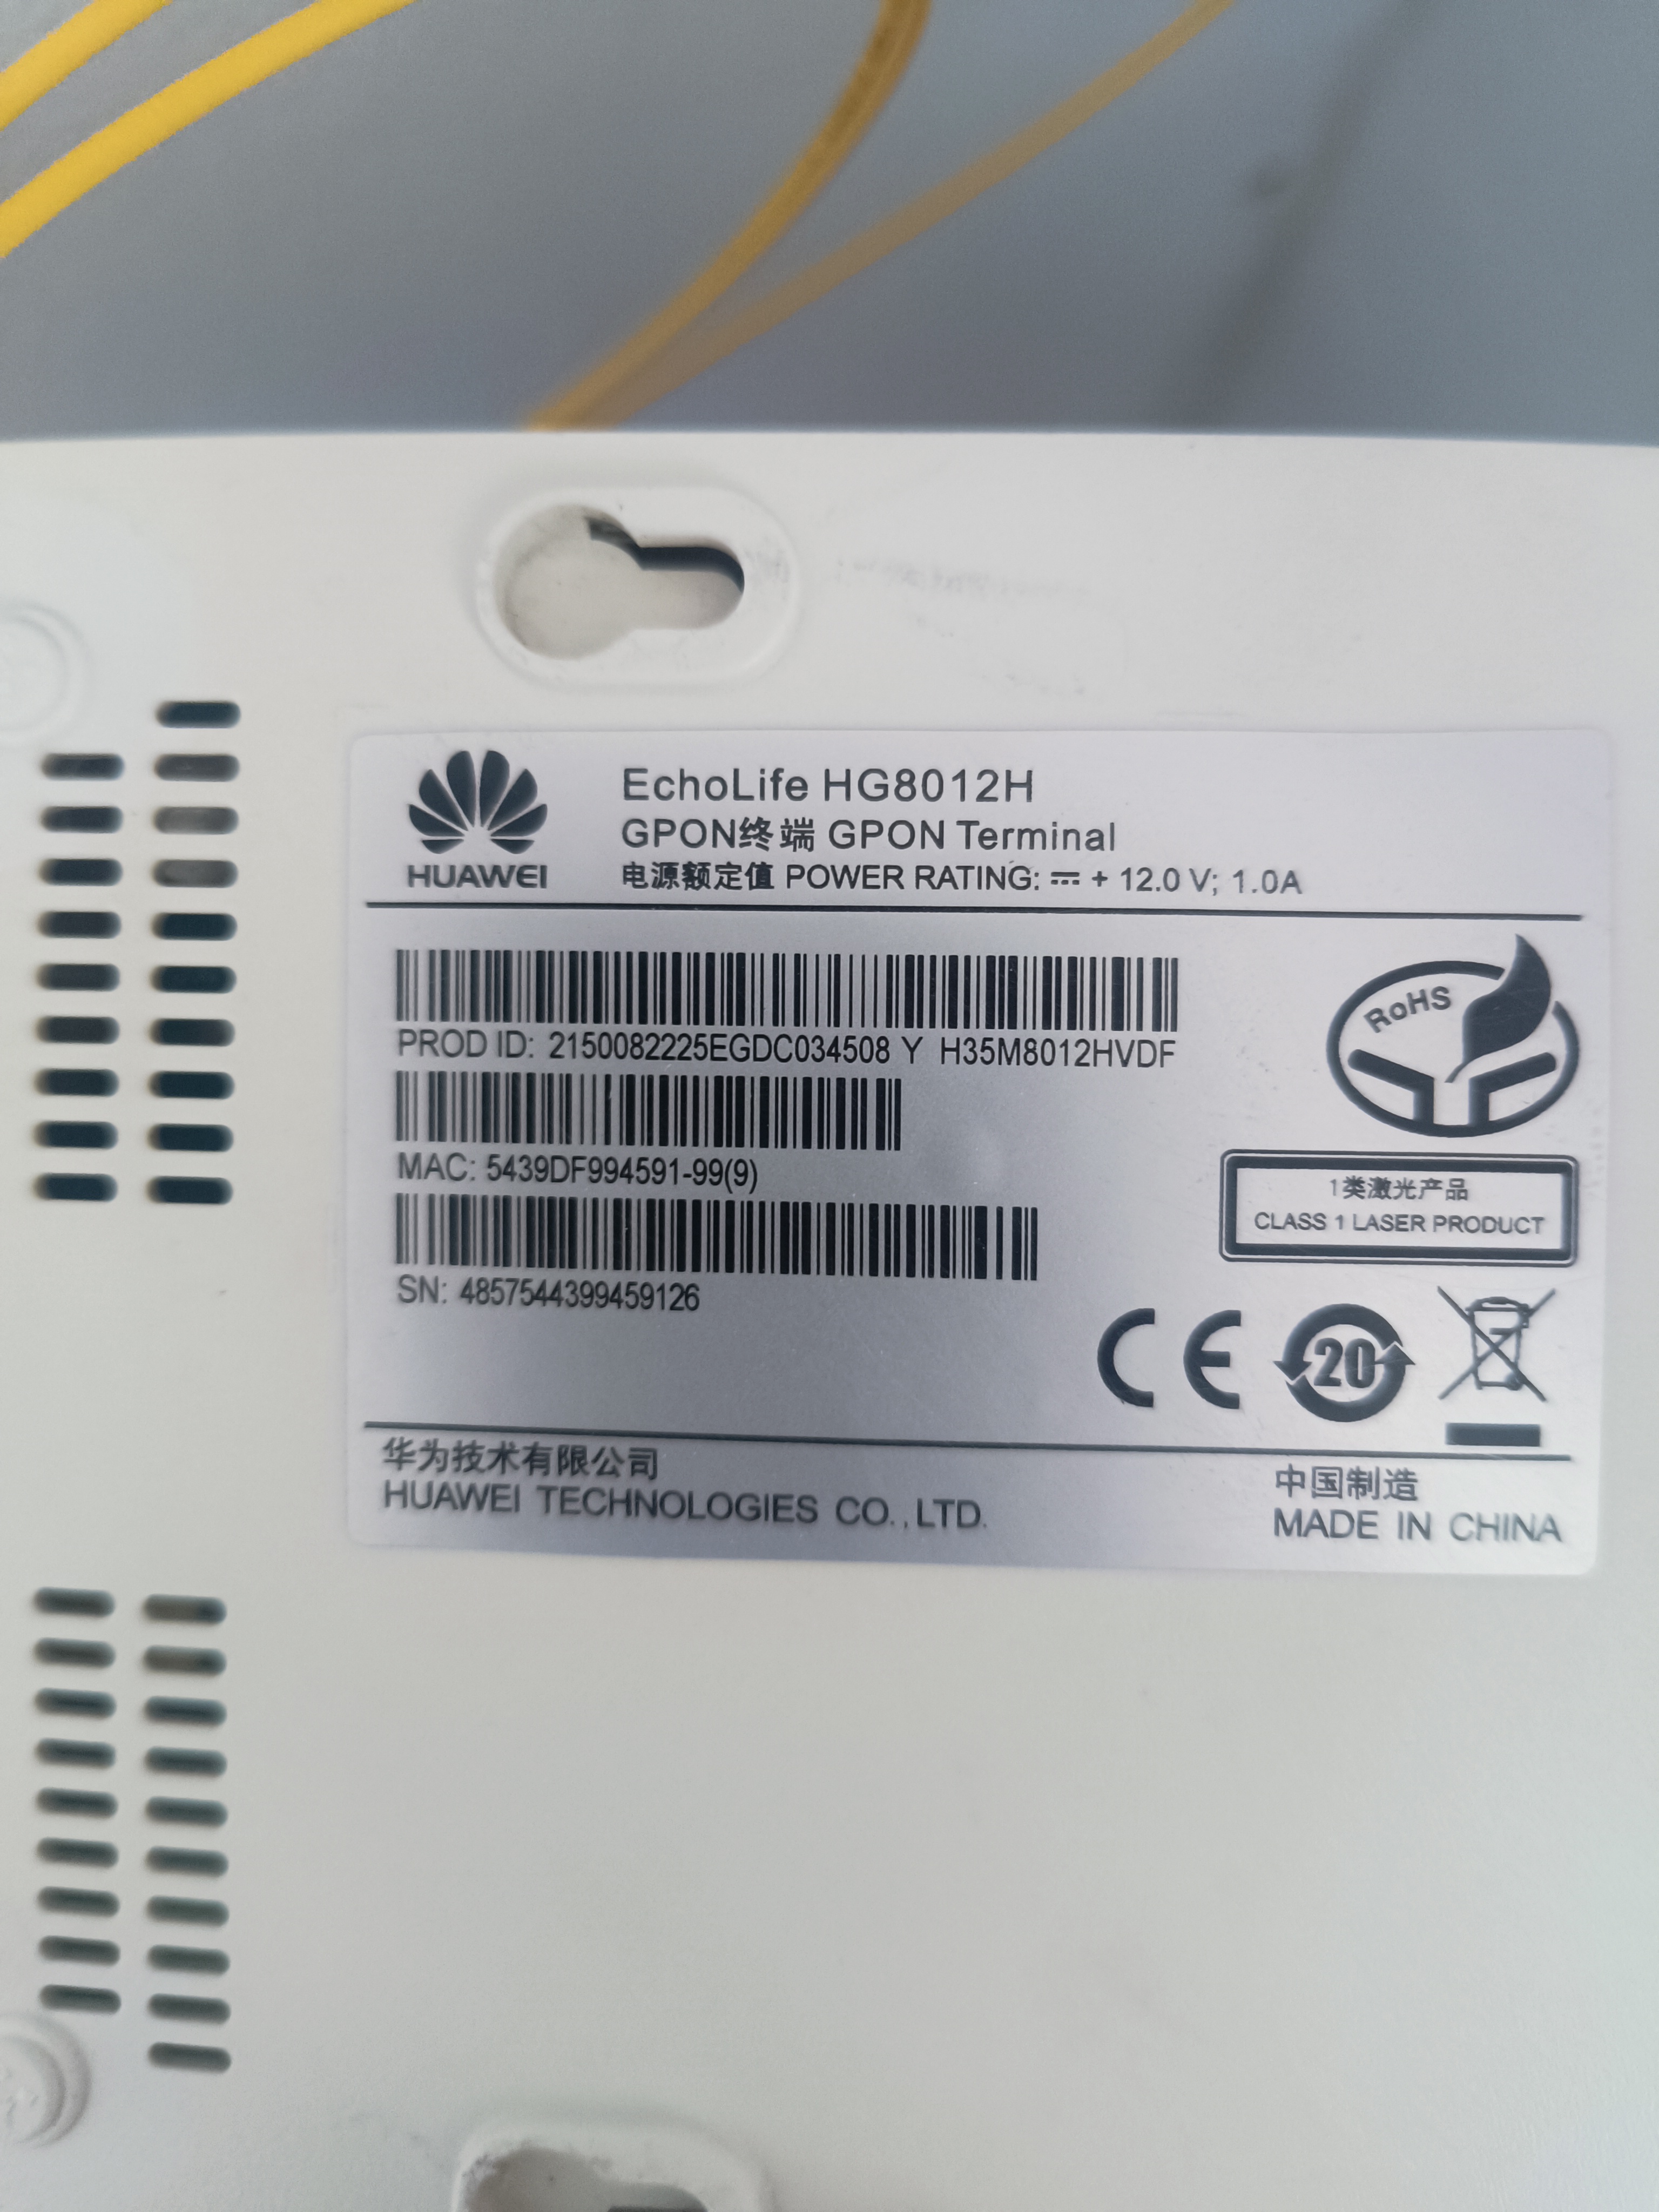 HUAWEI
EchoLife HG8012H
GPON终端 GPON Terminal
电源额定值 POWER RATING: ⎓ + 12.0 V; 1.0A
PROD ID: 2150082225EGDC034508 Y H35M8012HVDF
MAC: 5439DF994591-99(9)
SN: 4857544399459126
RoHS
1类激光产品
CLASS 1 LASER PRODUCT
CE
20
华为技术有限公司
HUAWEI TECHNOLOGIES CO.,LTD.
中国制造
MADE IN CHINA